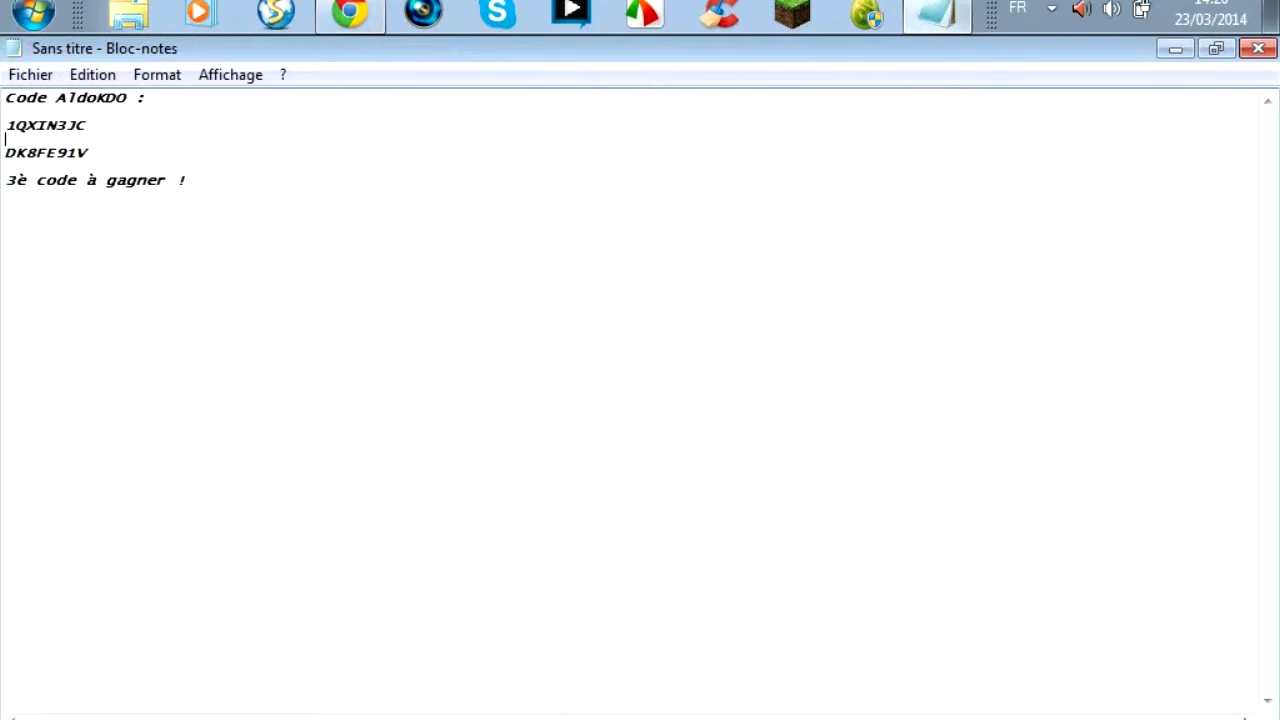 FR
23/03/2014
Sans titre - Bloc-notes
Fichier Edition Format Affichage ?
Code AldoKDO :
1QXIN3JC
DK8FE91V
3è code à gagner !